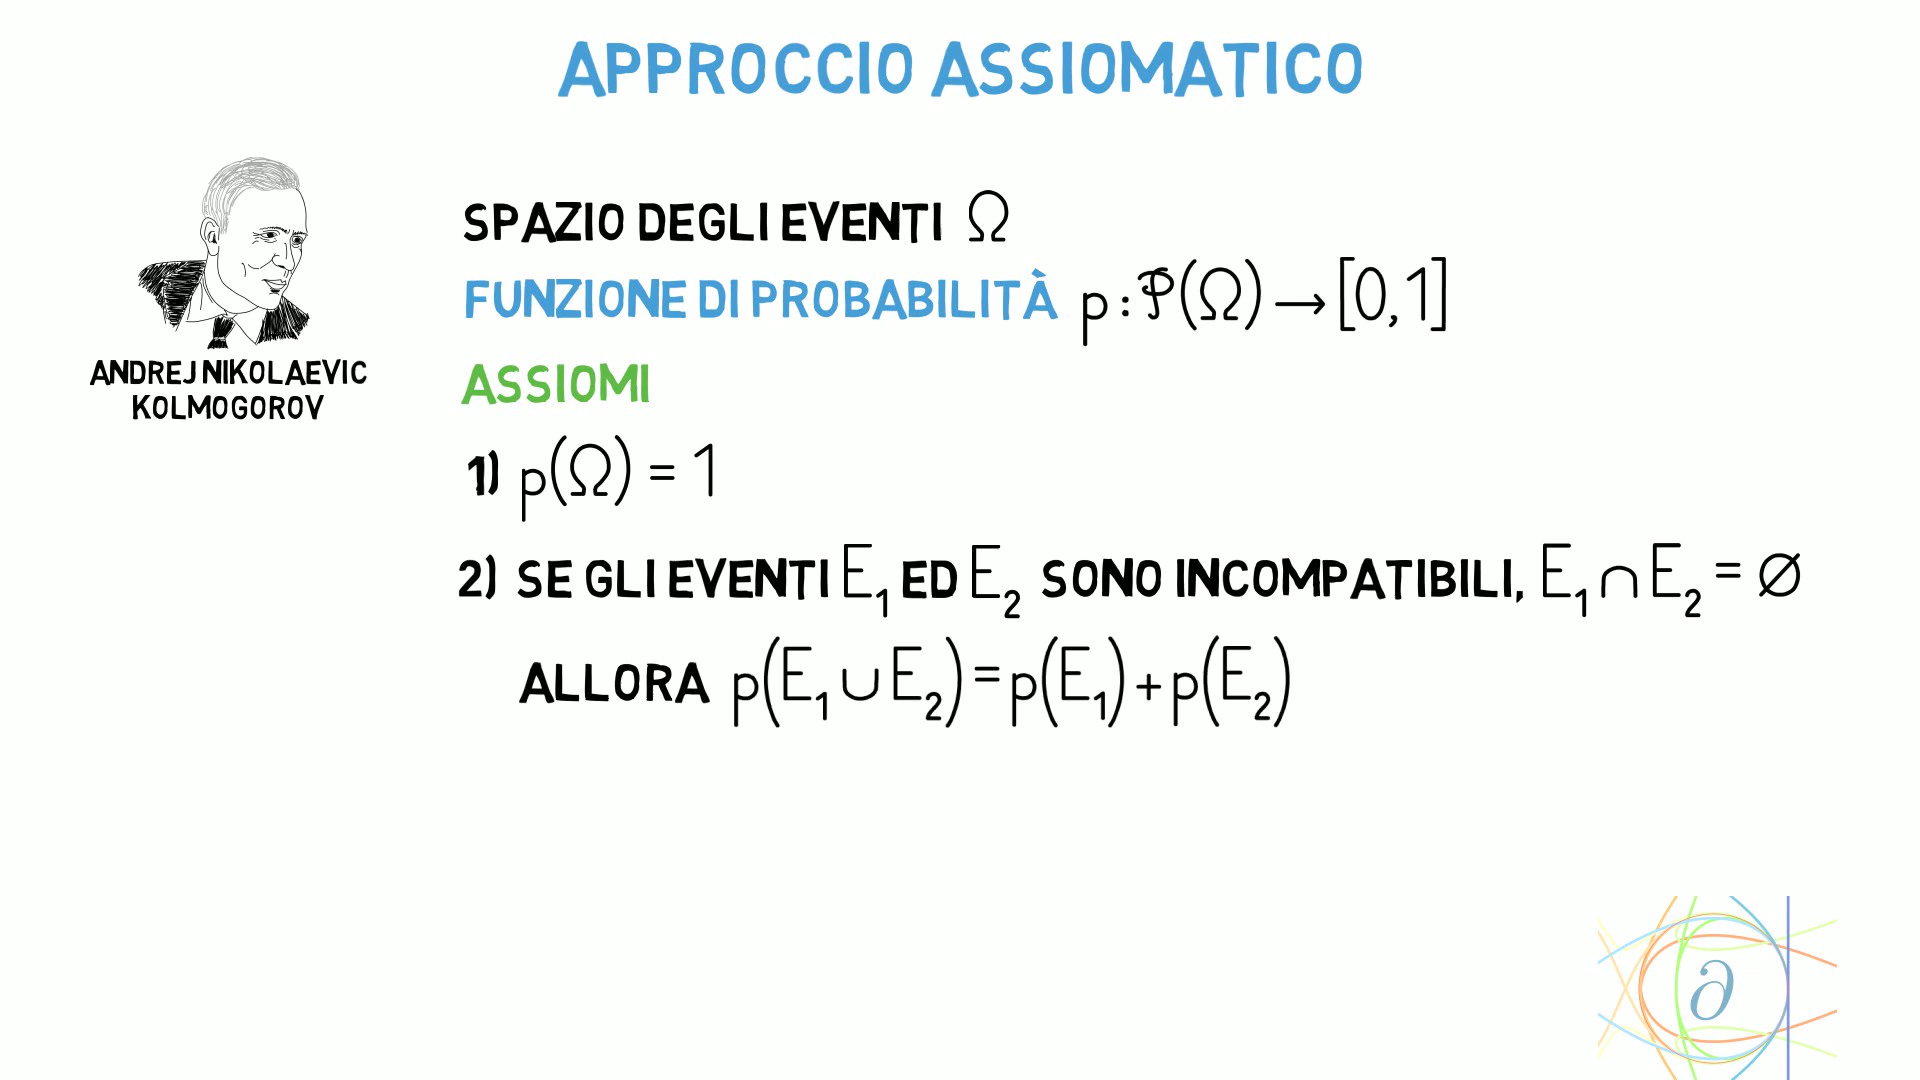 APPROCCIO ASSIOMATICO
ANDREJ NIKOLAEVIC
KOLMOGOROV
SPAZIO DEGLI EVENTI Ω
FUNZIONE DI PROBABILITÀ p : 𝒫(Ω) → [0,1]
ASSIOMI
1) p(Ω) = 1
2) SE GLI EVENTI E₁ ED E₂ SONO INCOMPATIBILI, E₁ ∩ E₂ = ∅
ALLORA p(E₁ ∪ E₂) = p(E₁) + p(E₂)
∂